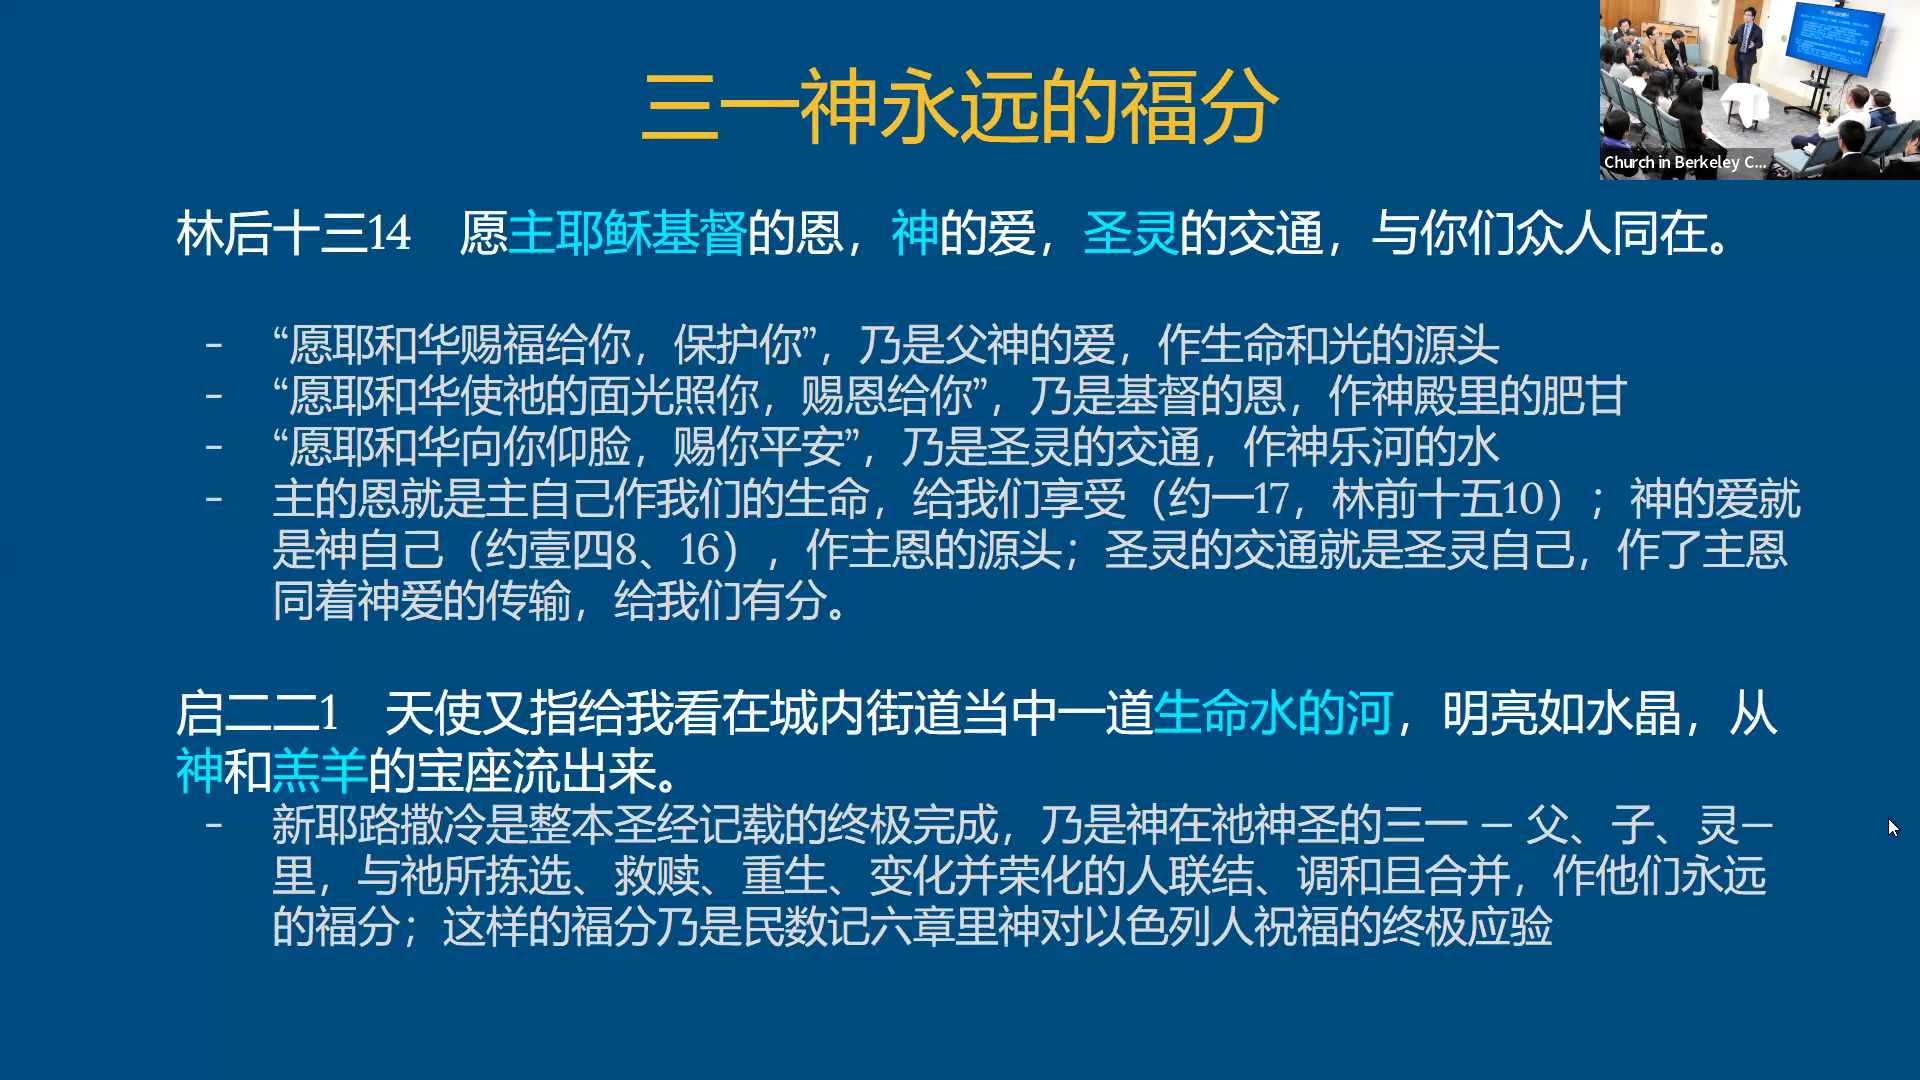 三一神永远的福分
Church in Berkeley C...
林后十三14　愿主耶稣基督的恩，神的爱，圣灵的交通，与你们众人同在。
- “愿耶和华赐福给你，保护你”，乃是父神的爱，作生命和光的源头
- “愿耶和华使祂的面光照你，赐恩给你”，乃是基督的恩，作神殿里的肥甘
- “愿耶和华向你仰脸，赐你平安”，乃是圣灵的交通，作神乐河的水
- 主的恩就是主自己作我们的生命，给我们享受（约一17，林前十五10）；神的爱就
是神自己（约壹四8、16），作主恩的源头；圣灵的交通就是圣灵自己，作了主恩
同着神爱的传输，给我们有分。
启二二1　天使又指给我看在城内街道当中一道生命水的河，明亮如水晶，从
神和羔羊的宝座流出来。
- 新耶路撒冷是整本圣经记载的终极完成，乃是神在祂神圣的三一 — 父、子、灵—
里，与祂所拣选、救赎、重生、变化并荣化的人联结、调和且合并，作他们永远
的福分；这样的福分乃是民数记六章里神对以色列人祝福的终极应验